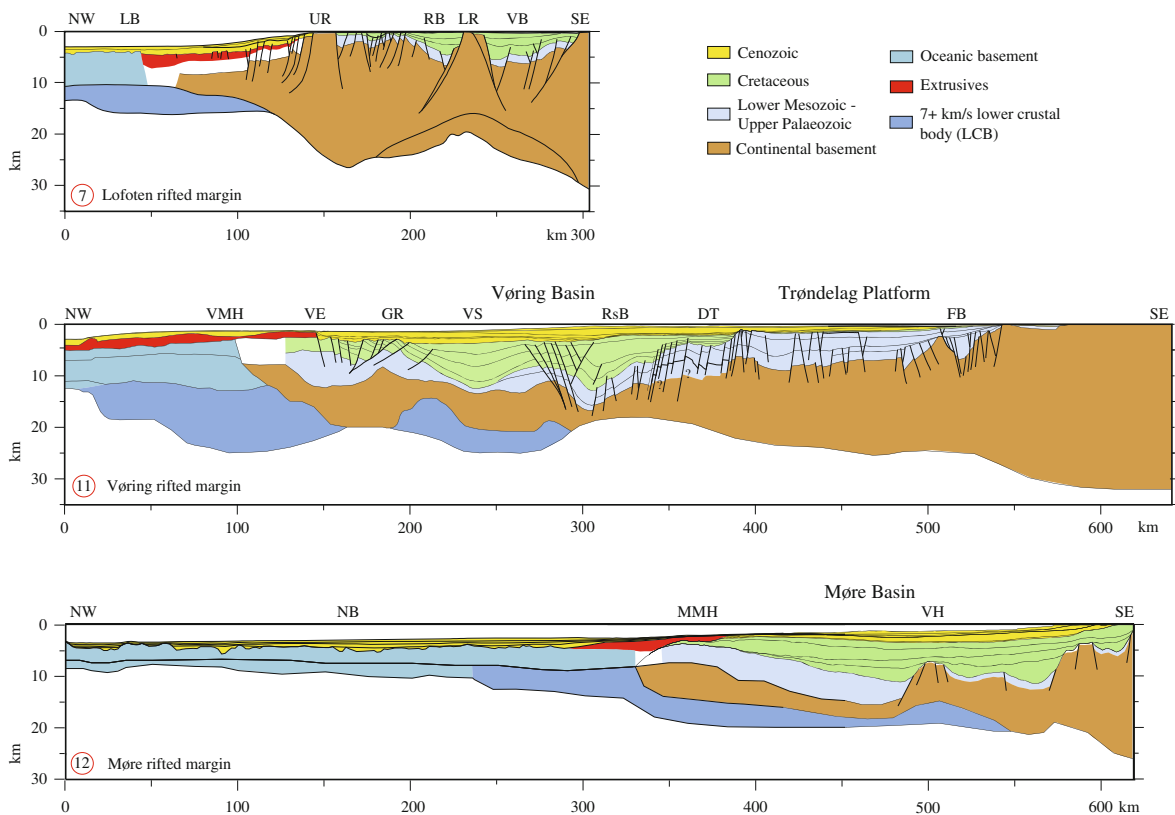 NW LB UR RB LR VB SE
0
10
20
30
km
7 Lofoten rifted margin
0 100 200 km 300
Cenozoic
Cretaceous
Lower Mesozoic -
Upper Palaeozoic
Continental basement
Oceanic basement
Extrusives
7+ km/s lower crustal
body (LCB)
Vøring Basin Trøndelag Platform
NW VMH VE GR VS RsB DT FB SE
0
10
20
30
km
? ?
11 Vøring rifted margin
0 100 200 300 400 500 600 km
Møre Basin
NW NB MMH VH SE
0
10
20
30
km
12 Møre rifted margin
0 100 200 300 400 500 600 km